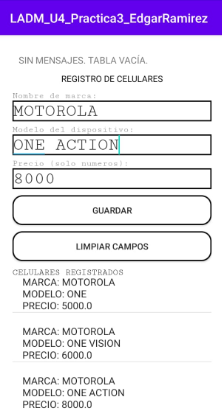 LADM_U4_Practica3_EdgarRamirez
SIN MENSAJES. TABLA VACÍA.
REGISTRO DE CELULARES
Nombre de marca:
MOTOROLA
Modelo del dispositivo:
ONE ACTION
Precio (solo numeros):
8000
GUARDAR
LIMPIAR CAMPOS
CELULARES REGISTRADOS
MARCA: MOTOROLA
MODELO: ONE
PRECIO: 5000.0
MARCA: MOTOROLA
MODELO: ONE VISION
PRECIO: 6000.0
MARCA: MOTOROLA
MODELO: ONE ACTION
PRECIO: 8000.0